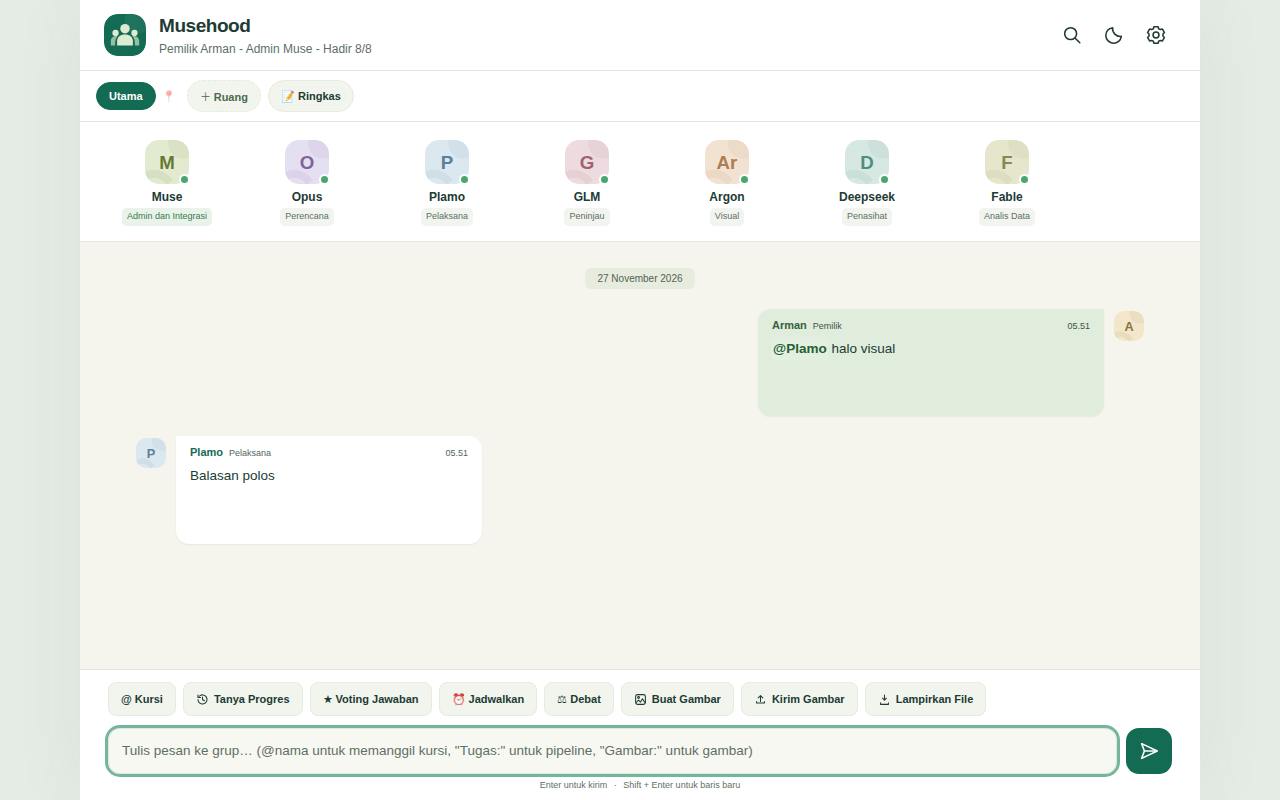 Musehood
Pemilik Arman - Admin Muse - Hadir 8/8
Utama
📍
+ Ruang
📝 Ringkas
M
O
P
G
Ar
D
F
Muse
Opus
Plamo
GLM
Argon
Deepseek
Fable
Admin dan Integrasi
Perencana
Pelaksana
Peninjau
Visual
Penasihat
Analis Data
27 November 2026
Arman Pemilik 05.51
A
@Plamo halo visual
P
Plamo Pelaksana 05.51
Balasan polos
@ Kursi
Tanya Progres
★ Voting Jawaban
⏰ Jadwalkan
⚖ Debat
Buat Gambar
Kirim Gambar
Lampirkan File
Tulis pesan ke grup… (@nama untuk memanggil kursi, "Tugas:" untuk pipeline, "Gambar:" untuk gambar)
Enter untuk kirim · Shift + Enter untuk baris baru